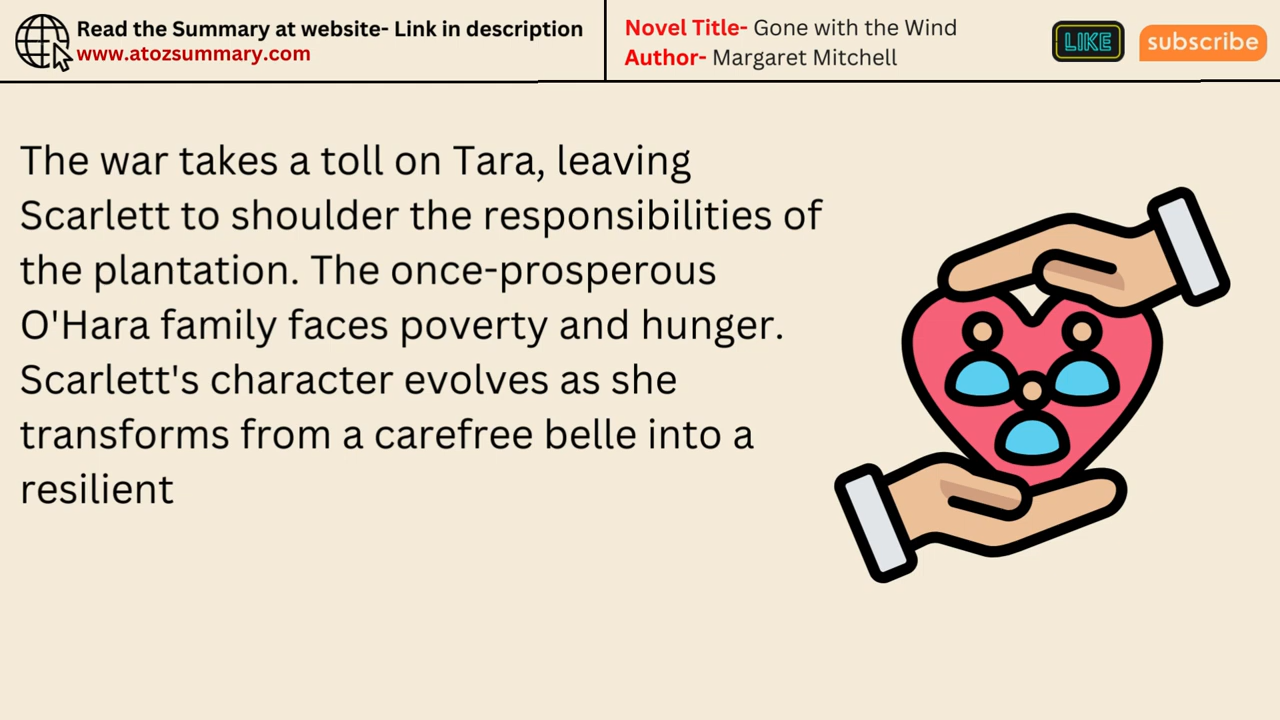 Read the Summary at website- Link in description
www.atozsummary.com
Novel Title- Gone with the Wind
Author- Margaret Mitchell
LIKE
subscribe
The war takes a toll on Tara, leaving
Scarlett to shoulder the responsibilities of
the plantation. The once-prosperous
O'Hara family faces poverty and hunger.
Scarlett's character evolves as she
transforms from a carefree belle into a
resilient